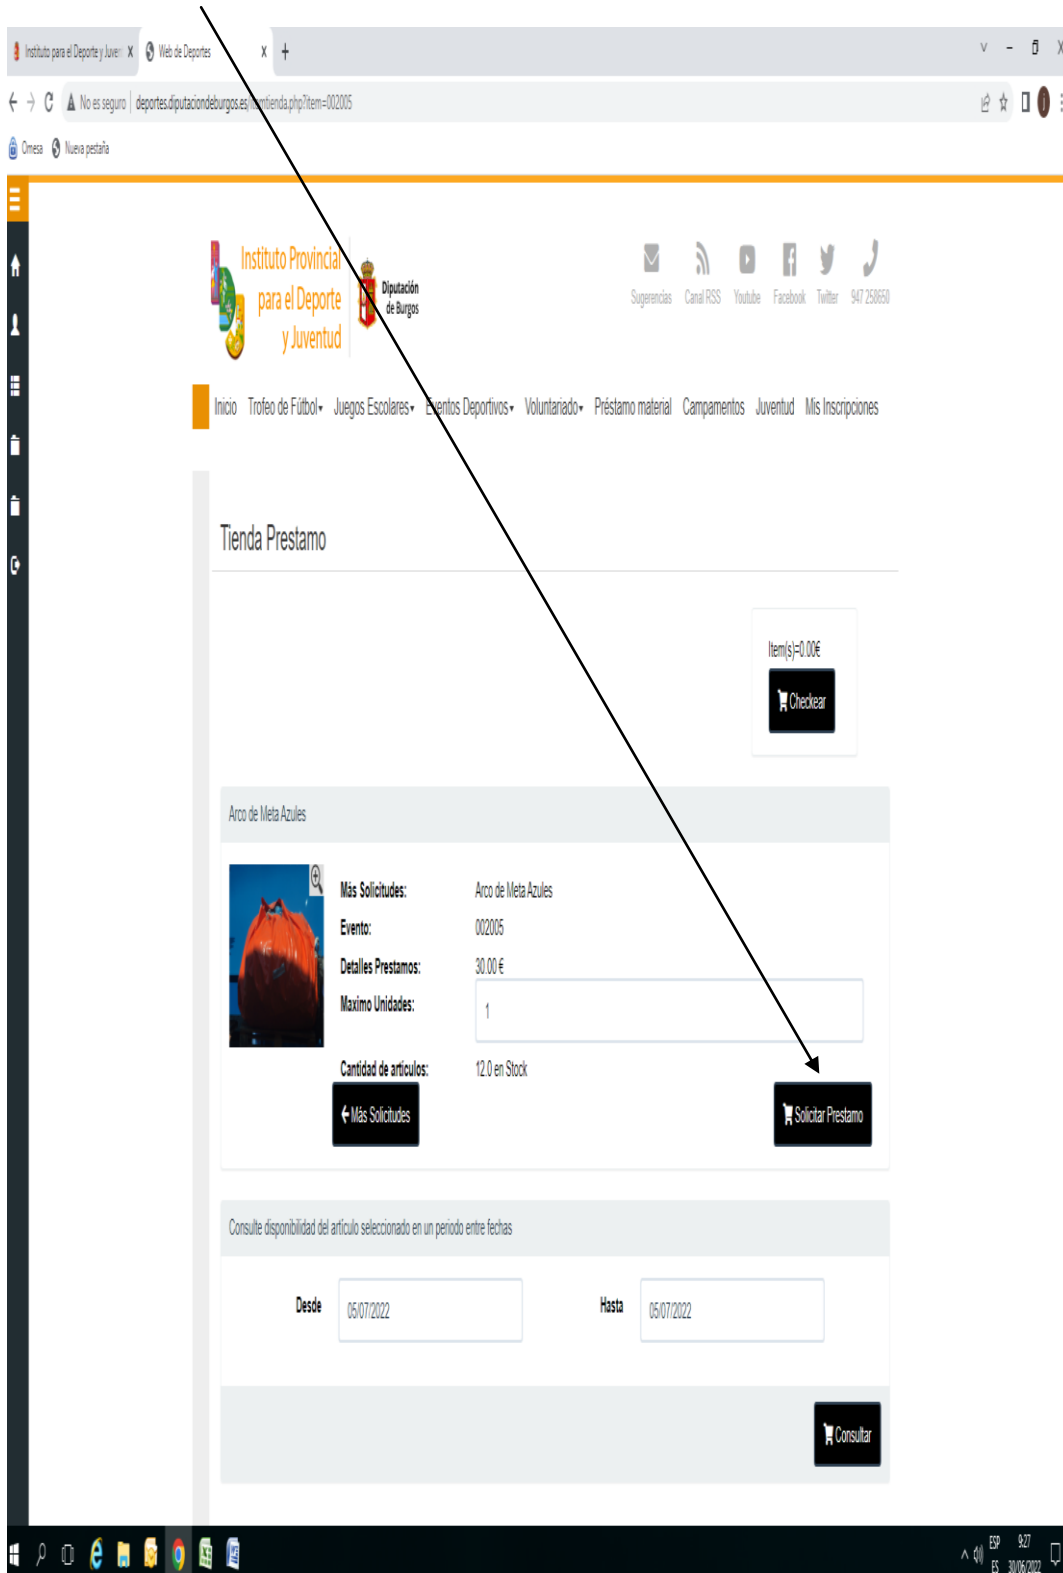 Instituto para el Deporte y Juven X Web de Deportes x +
No es seguro deportes.diputaciondeburgos.es/itemtienda.php?item=002005
Omesa Nueva pestaña
Instituto Provincial
para el Deporte
y Juventud
Diputación
de Burgos
Sugerencias Canal RSS Youtube Facebook Twitter 947 258650
Inicio Trofeo de Fútbol Juegos Escolares Eventos Deportivos Voluntariado Préstamo material Campamentos Juventud Mis Inscripciones
Tienda Prestamo
Item(s)=0.00€
Checkear
Arco de Meta Azules
Más Solicitudes: Arco de Meta Azules
Evento: 002005
Detalles Prestamos: 30.00 €
Maximo Unidades: 1
Cantidad de articulos: 12.0 en Stock
Más Solicitudes Solicitar Prestamo
Consulte disponibilidad del artículo seleccionado en un periodo entre fechas
Desde 05/07/2022 Hasta 05/07/2022
Consultar
ESP 9:27
ES 30/06/2022